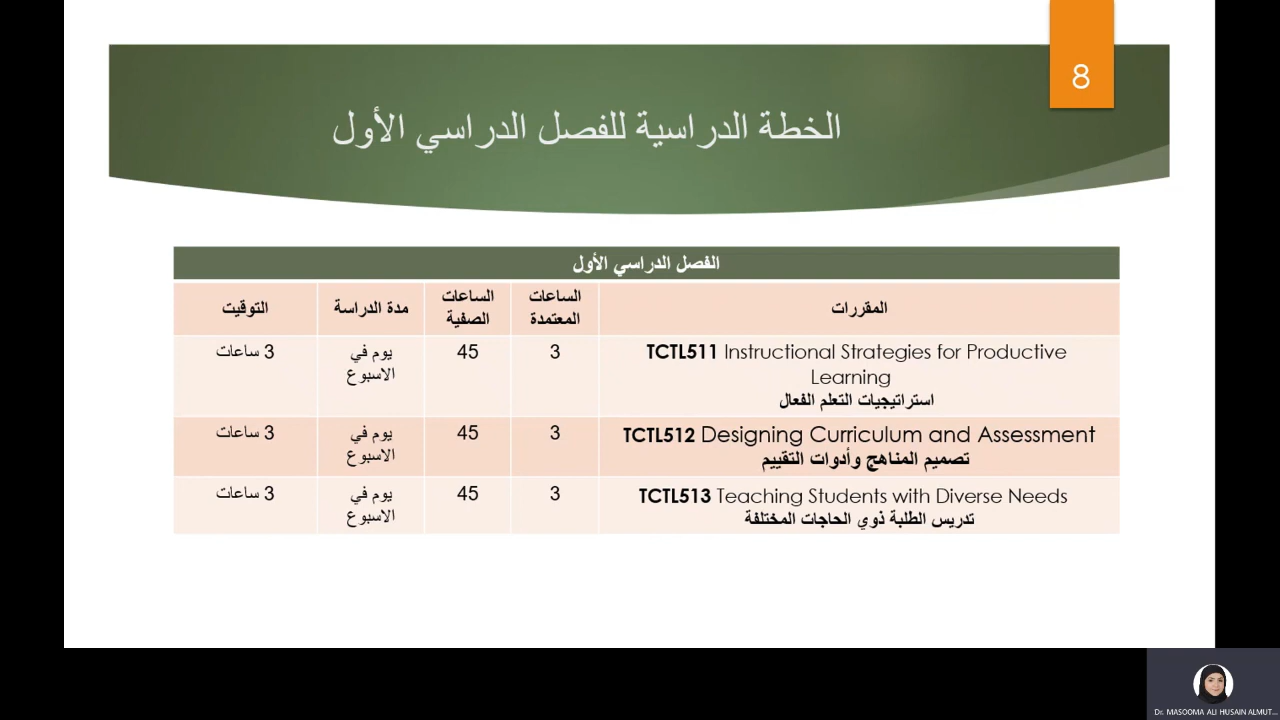 8
الخطة الدراسية للفصل الدراسي الأول
الفصل الدراسي الأول
المقررات
الساعات
المعتمدة
الساعات
الصفية
مدة الدراسة
التوقيت
TCTL511 Instructional Strategies for Productive
Learning
استراتيجيات التعلم الفعال
3
45
يوم في
الاسبوع
3 ساعات
TCTL512 Designing Curriculum and Assessment
تصميم المناهج وأدوات التقييم
3
45
يوم في
الاسبوع
3 ساعات
TCTL513 Teaching Students with Diverse Needs
تدريس الطلبة ذوي الحاجات المختلفة
3
45
يوم في
الاسبوع
3 ساعات
Dr. MASOOMA ALI HUSAIN ALMUT...